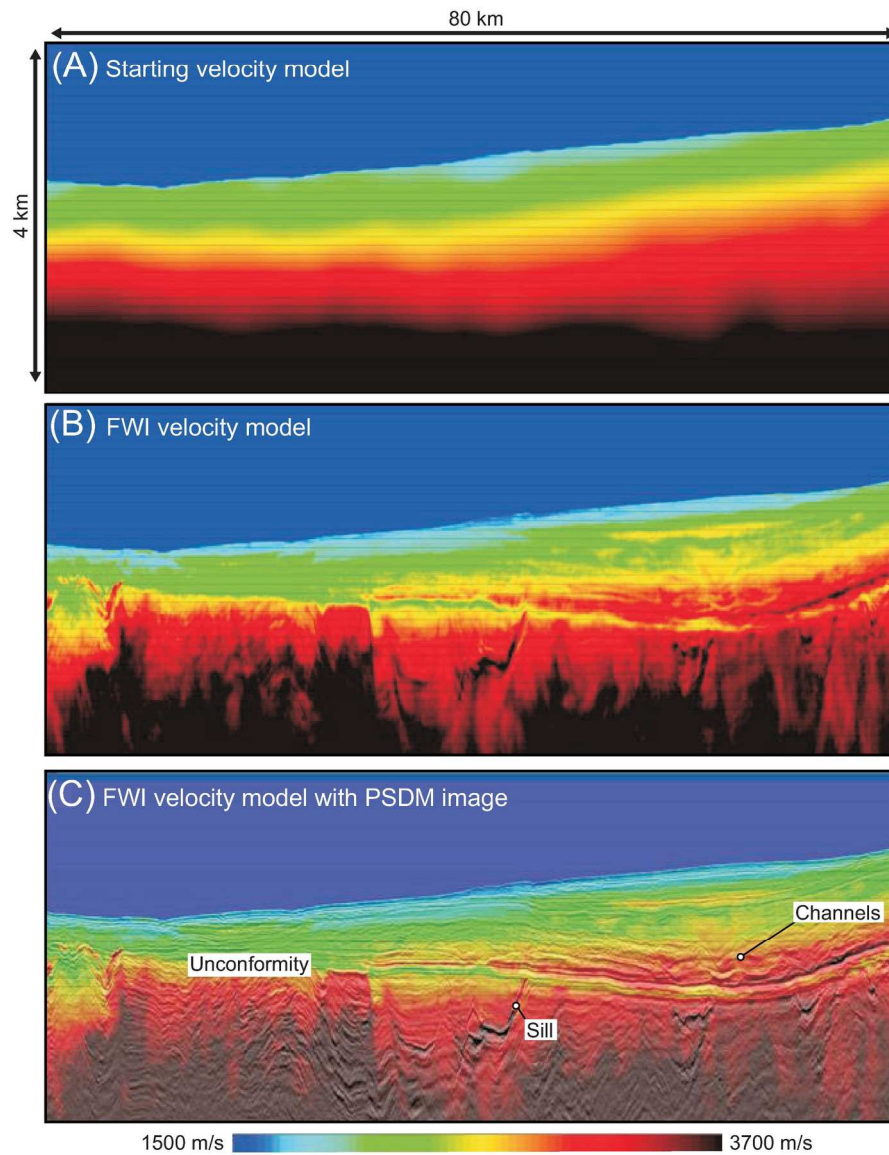 80 km
(A) Starting velocity model
4 km
(B) FWI velocity model
(C) FWI velocity model with PSDM image
Channels
Unconformity
Sill
1500 m/s
3700 m/s